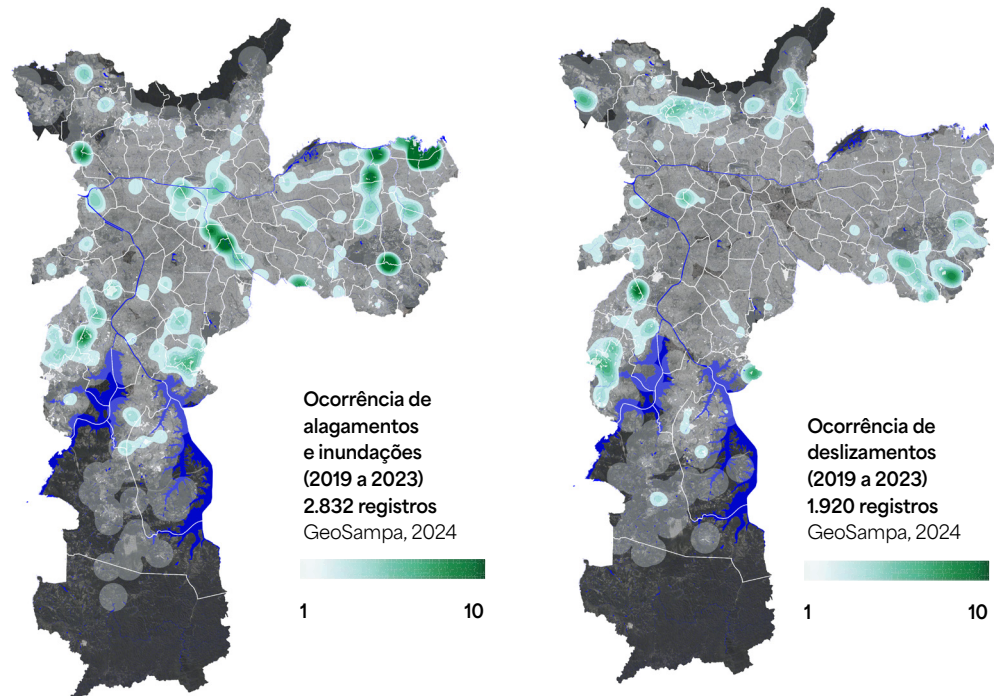 Ocorrência de
alagamentos
e inundações
(2019 a 2023)
2.832 registros
GeoSampa, 2024
1 10
Ocorrência de
deslizamentos
(2019 a 2023)
1.920 registros
GeoSampa, 2024
1 10